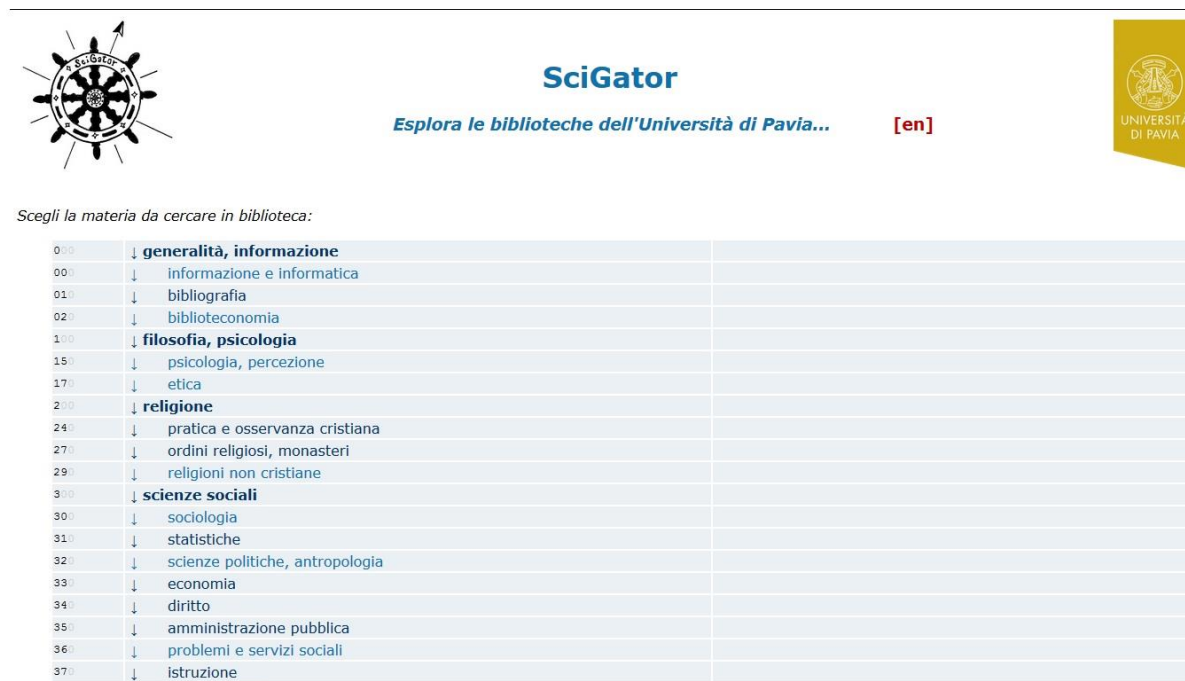 SciGator
SciGator
Esplora le biblioteche dell'Università di Pavia... [en]
UNIVERSITÀ
DI PAVIA
Scegli la materia da cercare in biblioteca:
000 ↓ generalità, informazione
000 ↓ informazione e informatica
010 ↓ bibliografia
020 ↓ biblioteconomia
100 ↓ filosofia, psicologia
150 ↓ psicologia, percezione
170 ↓ etica
200 ↓ religione
240 ↓ pratica e osservanza cristiana
270 ↓ ordini religiosi, monasteri
290 ↓ religioni non cristiane
300 ↓ scienze sociali
300 ↓ sociologia
310 ↓ statistiche
320 ↓ scienze politiche, antropologia
330 ↓ economia
340 ↓ diritto
350 ↓ amministrazione pubblica
360 ↓ problemi e servizi sociali
370 ↓ istruzione